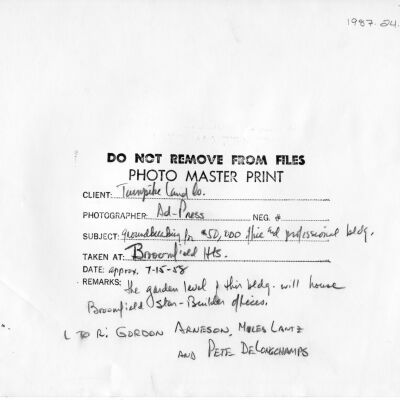 1987.24.
DO NOT REMOVE FROM FILES
PHOTO MASTER PRINT
CLIENT: Turnpike Land Co.
PHOTOGRAPHER: Ad-Press NEG. #
SUBJECT: groundbreaking for $50,000 office and professional bldg.
TAKEN AT: Broomfield Hts.
DATE: approx. 7-15-58
REMARKS: the garden level of this bldg. will house
Broomfield Star-Builder offices.
L TO R: GORDON ARNESON, MILES LANTZ
AND PETE DELONGCHAMPS